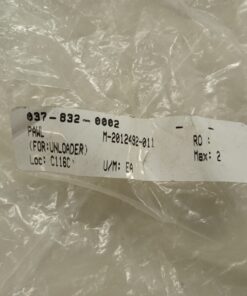 037-832-0002 - -
PAWL M-2012492-011 RO :
(FOR:UNLOADER) Max: 2
Loc: C116C U/M: EA